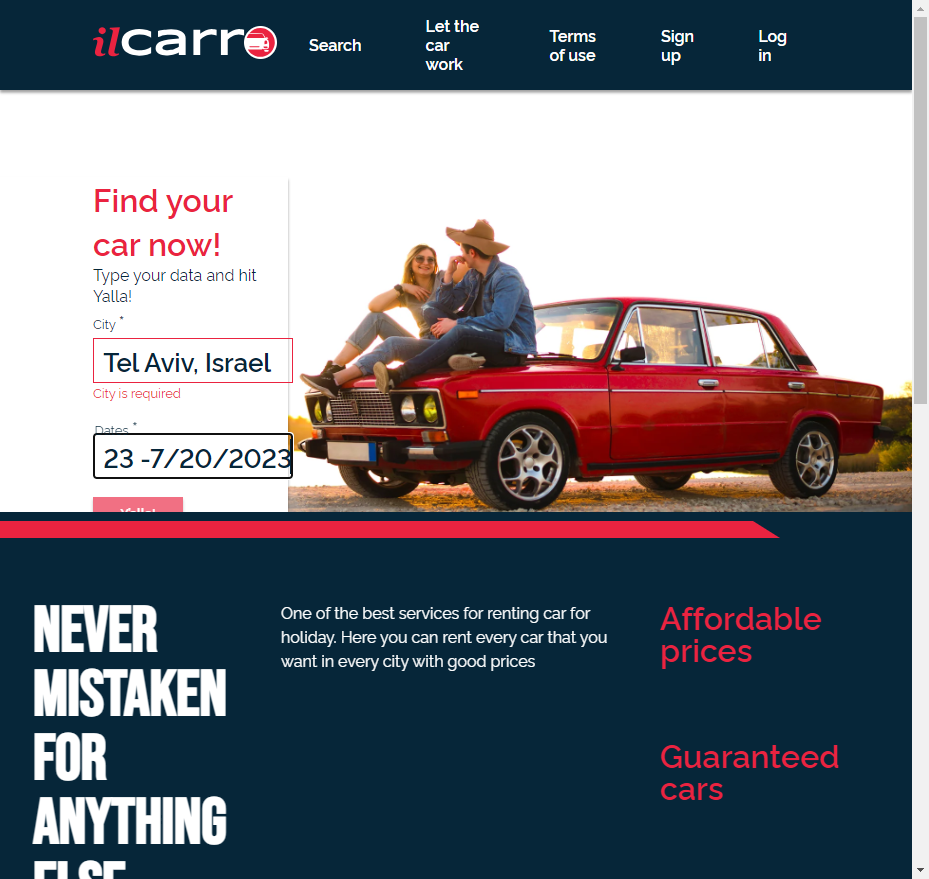 ilcarro
Search
Let the
car
work
Terms
of use
Sign
up
Log
in
Find your
car now!
Type your data and hit
Yalla!
City *
Tel Aviv, Israel
City is required
Dates *
23 -7/20/2023
Yalla!
NEVER
MISTAKEN
FOR
ANYTHING
ELSE
One of the best services for renting car for
holiday. Here you can rent every car that you
want in every city with good prices
Affordable
prices
Guaranteed
cars